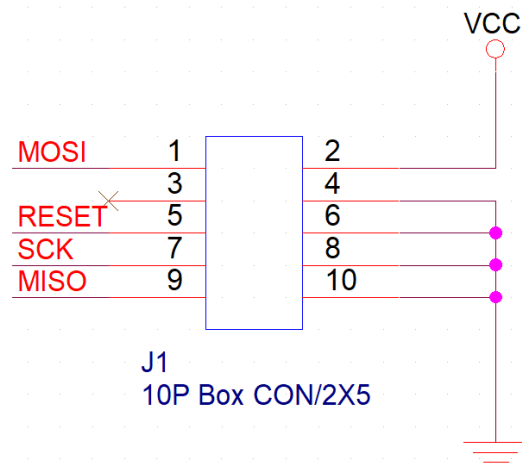 VCC
MOSI 1 2
3 4
RESET 5 6
SCK 7 8
MISO 9 10
J1
10P Box CON/2X5